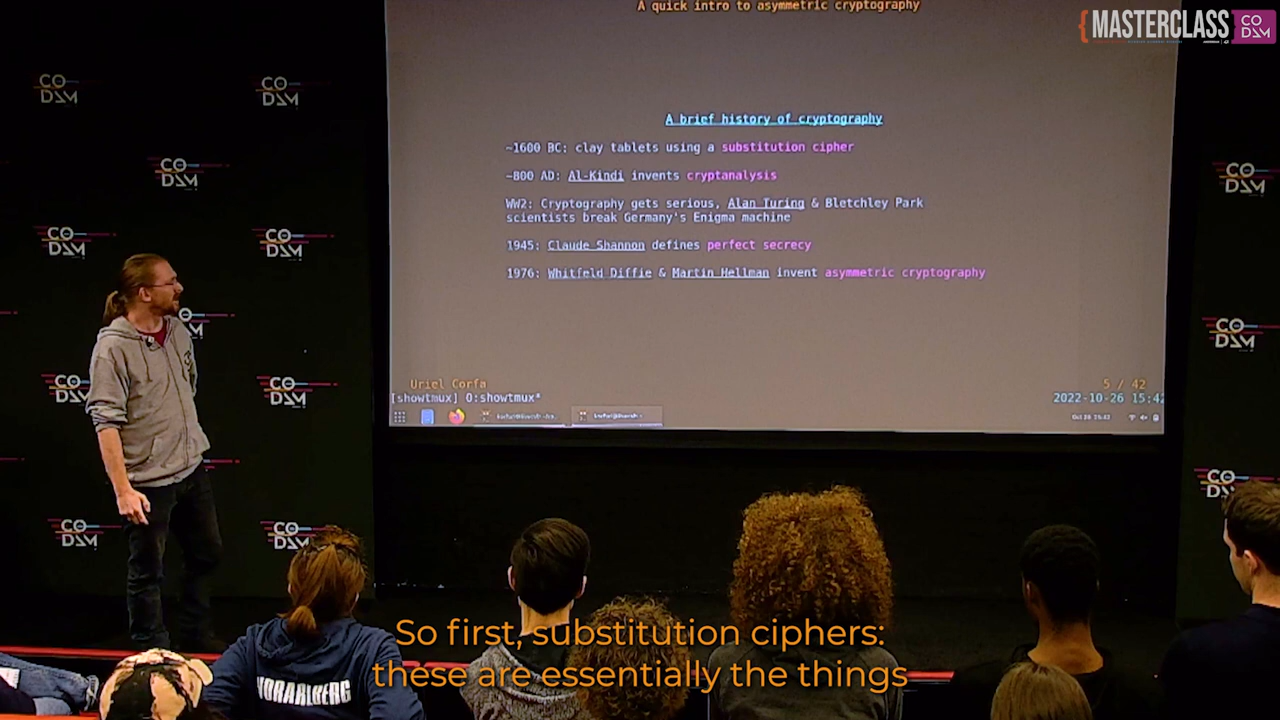 A quick intro to asymmetric cryptography
{MASTERCLASS
CO
DΣM
A brief history of cryptography
~1600 BC: clay tablets using a substitution cipher
~800 AD: Al-Kindi invents cryptanalysis
WW2: Cryptography gets serious, Alan Turing & Bletchley Park
scientists break Germany's Enigma machine
1945: Claude Shannon defines perfect secrecy
1976: Whitfeld Diffie & Martin Hellman invent asymmetric cryptography
Uriel Corfa
5 / 42
[showtmux] 0:showtmux*
2022-10-26 15:42
VORARLBERG
So first, substitution ciphers:
these are essentially the things